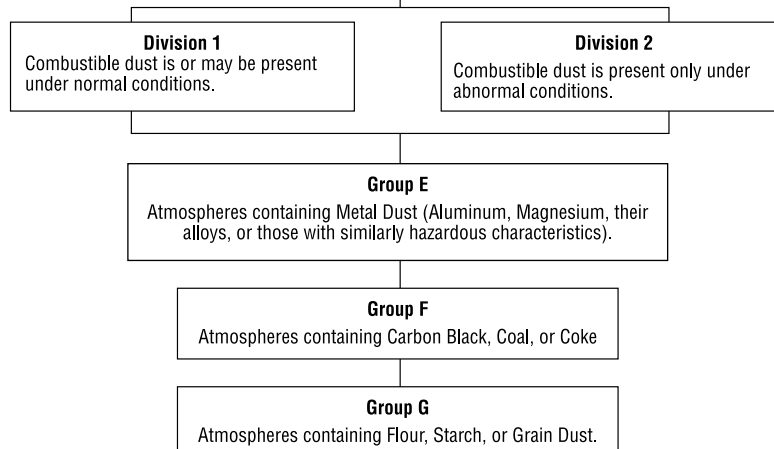 Division 1
Combustible dust is or may be present
under normal conditions.
Division 2
Combustible dust is present only under
abnormal conditions.
Group E
Atmospheres containing Metal Dust (Aluminum, Magnesium, their
alloys, or those with similarly hazardous characteristics).
Group F
Atmospheres containing Carbon Black, Coal, or Coke
Group G
Atmospheres containing Flour, Starch, or Grain Dust.